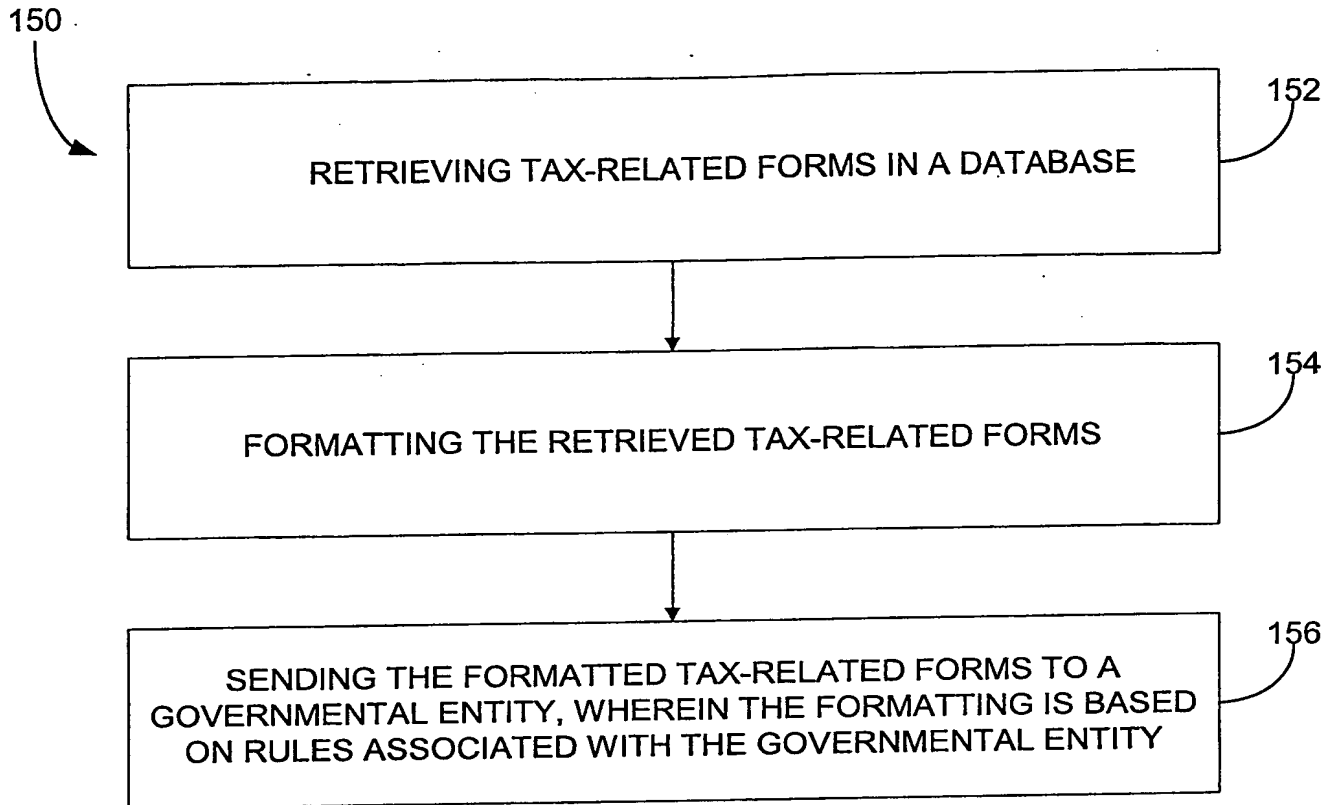 150
152
RETRIEVING TAX-RELATED FORMS IN A DATABASE
154
FORMATTING THE RETRIEVED TAX-RELATED FORMS
156
SENDING THE FORMATTED TAX-RELATED FORMS TO A
GOVERNMENTAL ENTITY, WHEREIN THE FORMATTING IS BASED
ON RULES ASSOCIATED WITH THE GOVERNMENTAL ENTITY